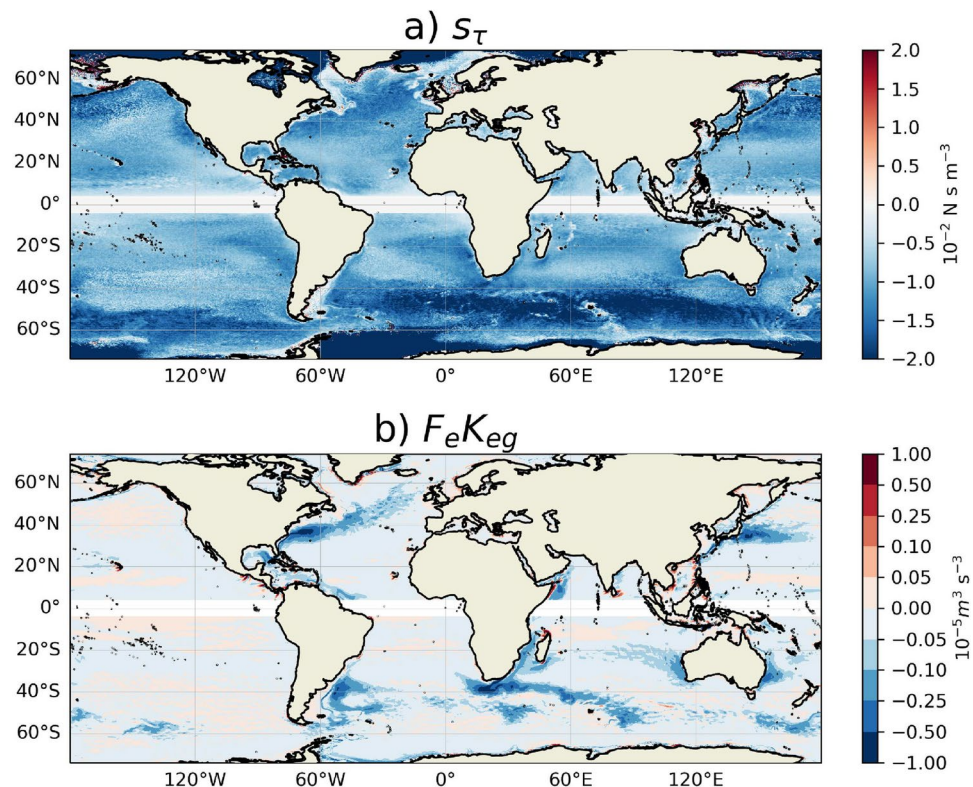 a) sτ
60°N
40°N
20°N
0°
20°S
40°S
60°S
120°W 60°W 0° 60°E 120°E
2.0
1.5
1.0
0.5
0.0
−0.5
−1.0
−1.5
−2.0
10⁻² N s m⁻³
b) FeKeg
60°N
40°N
20°N
0°
20°S
40°S
60°S
120°W 60°W 0° 60°E 120°E
1.00
0.50
0.25
0.10
0.05
0.00
−0.05
−0.10
−0.25
−0.50
−1.00
10⁻⁵m³ s⁻³